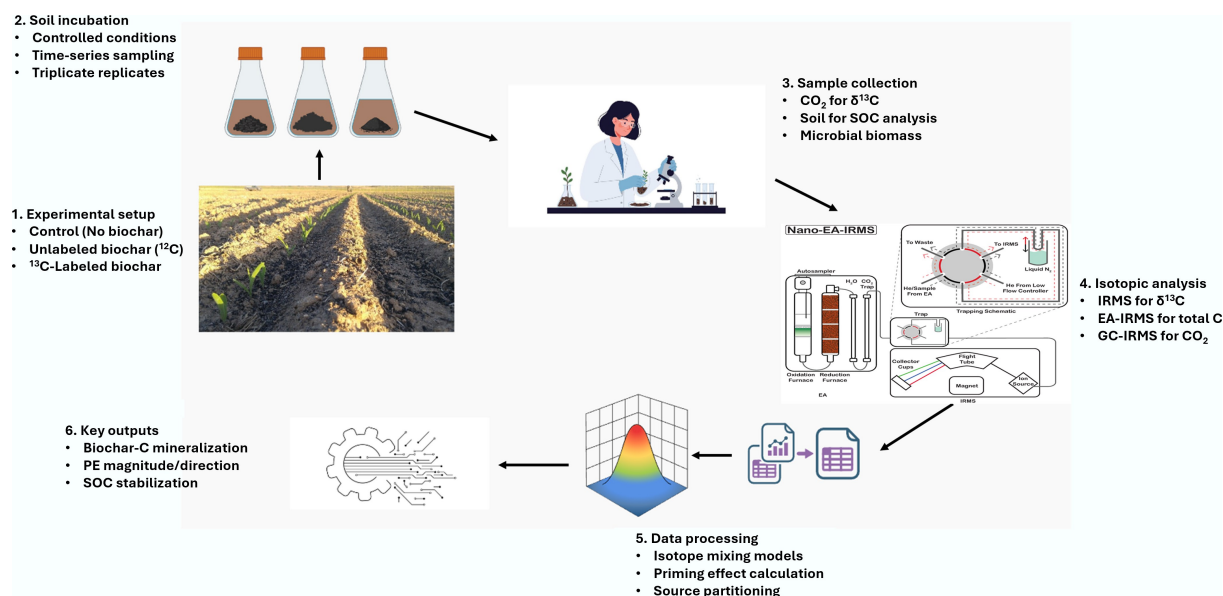 2. Soil incubation
• Controlled conditions
• Time-series sampling
• Triplicate replicates
3. Sample collection
• CO₂ for δ¹³C
• Soil for SOC analysis
• Microbial biomass
1. Experimental setup
• Control (No biochar)
• Unlabeled biochar (¹²C)
• ¹³C-Labeled biochar
Nano-EA-IRMS
To Waste
To IRMS
Liquid N₂
He/Sample
From EA
He From Low
Flow Controller
Trapping Schematic
Autosampler
H₂O
CO₂
Trap
Trap
Oxidation
Furnace
Reduction
Furnace
EA
Collector
Cups
Flight
Tube
Magnet
Ion
Source
IRMS
4. Isotopic analysis
• IRMS for δ¹³C
• EA-IRMS for total C
• GC-IRMS for CO₂
6. Key outputs
• Biochar-C mineralization
• PE magnitude/direction
• SOC stabilization
5. Data processing
• Isotope mixing models
• Priming effect calculation
• Source partitioning